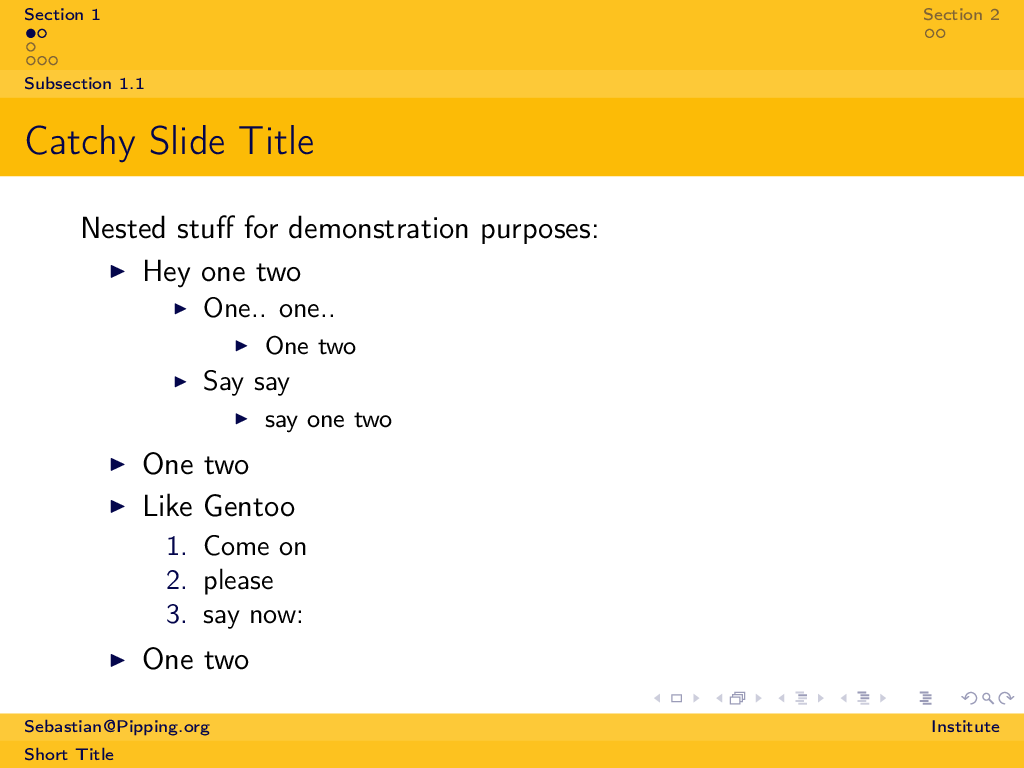 Section 1
Section 2
Subsection 1.1
Catchy Slide Title
Nested stuff for demonstration purposes:
Hey one two
One.. one..
One two
Say say
say one two
One two
Like Gentoo
1. Come on
2. please
3. say now:
One two
Sebastian@Pipping.org
Institute
Short Title